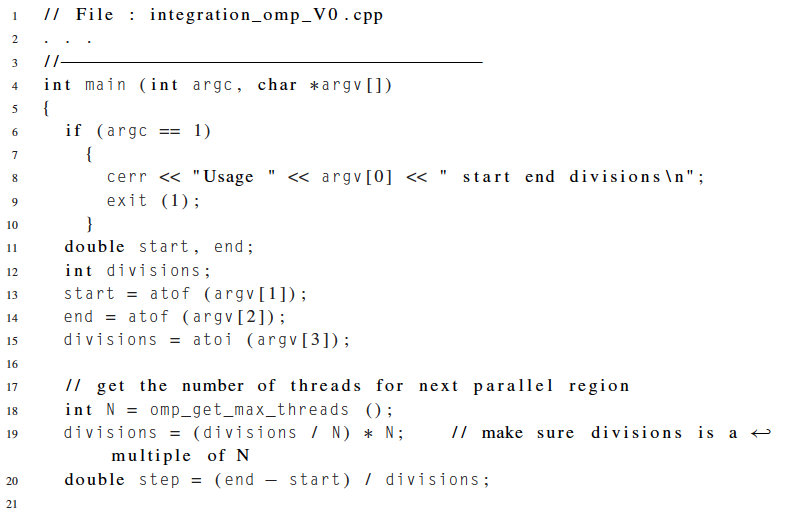 1 // File : integration_omp_V0.cpp
2 . . .
3 //————————————————————
4 int main (int argc, char *argv[])
5 {
6 if (argc == 1)
7 {
8 cerr << "Usage " << argv[0] << " start end divisions\n";
9 exit (1);
10 }
11 double start, end;
12 int divisions;
13 start = atof (argv[1]);
14 end = atof (argv[2]);
15 divisions = atoi (argv[3]);
16
17 // get the number of threads for next parallel region
18 int N = omp_get_max_threads ();
19 divisions = (divisions / N) * N; // make sure divisions is a ↩
multiple of N
20 double step = (end – start) / divisions;
21